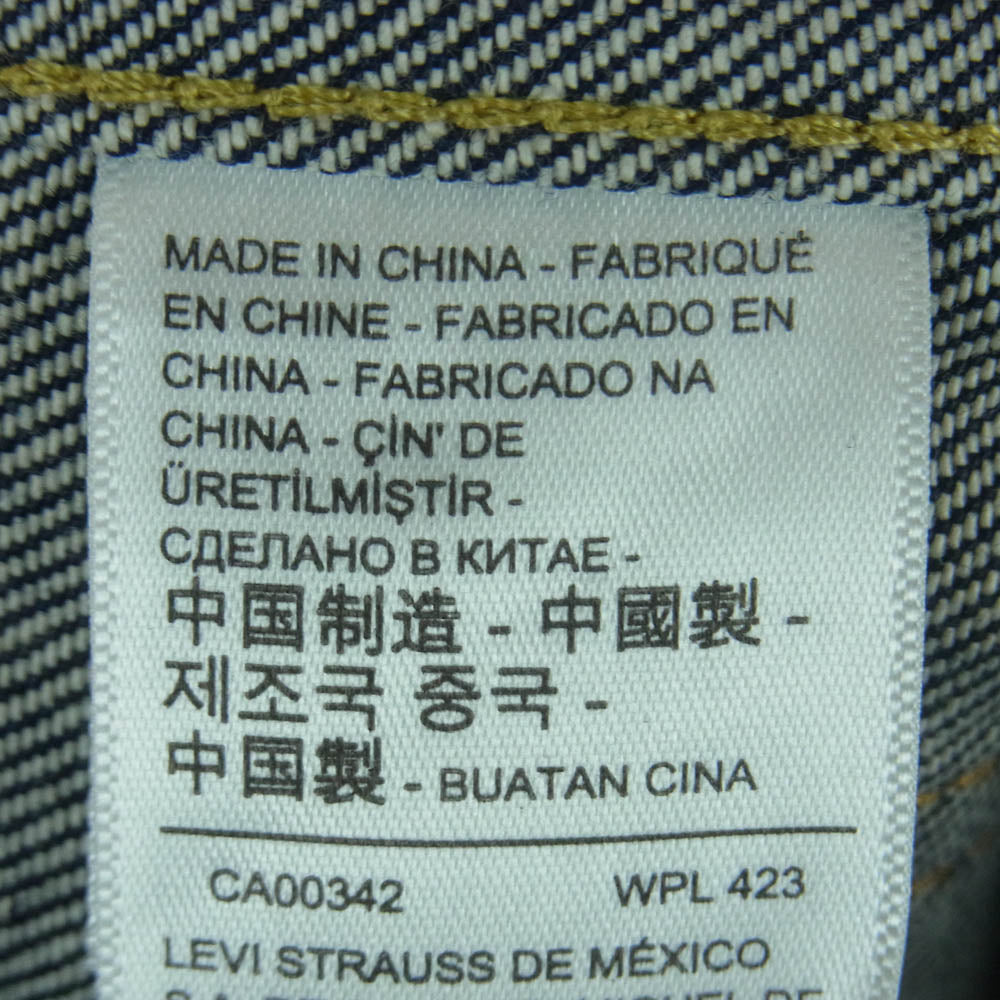 MADE IN CHINA - FABRIQUÉ
EN CHINE - FABRICADO EN
CHINA - FABRICADO NA
CHINA - ÇİN' DE
ÜRETİLMİŞTİR -
СДЕЛАНО В КИТАЕ -
中国制造 - 中國製 -
제조국 중국 -
中国製 - BUATAN CINA
CA00342 WPL 423
LEVI STRAUSS DE MÉXICO